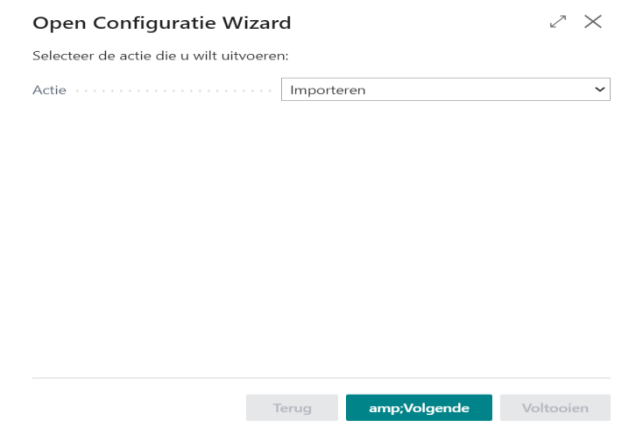 Open Configuratie Wizard
Selecteer de actie die u wilt uitvoeren:
Actie
Importeren
Terug
amp;Volgende
Voltooien